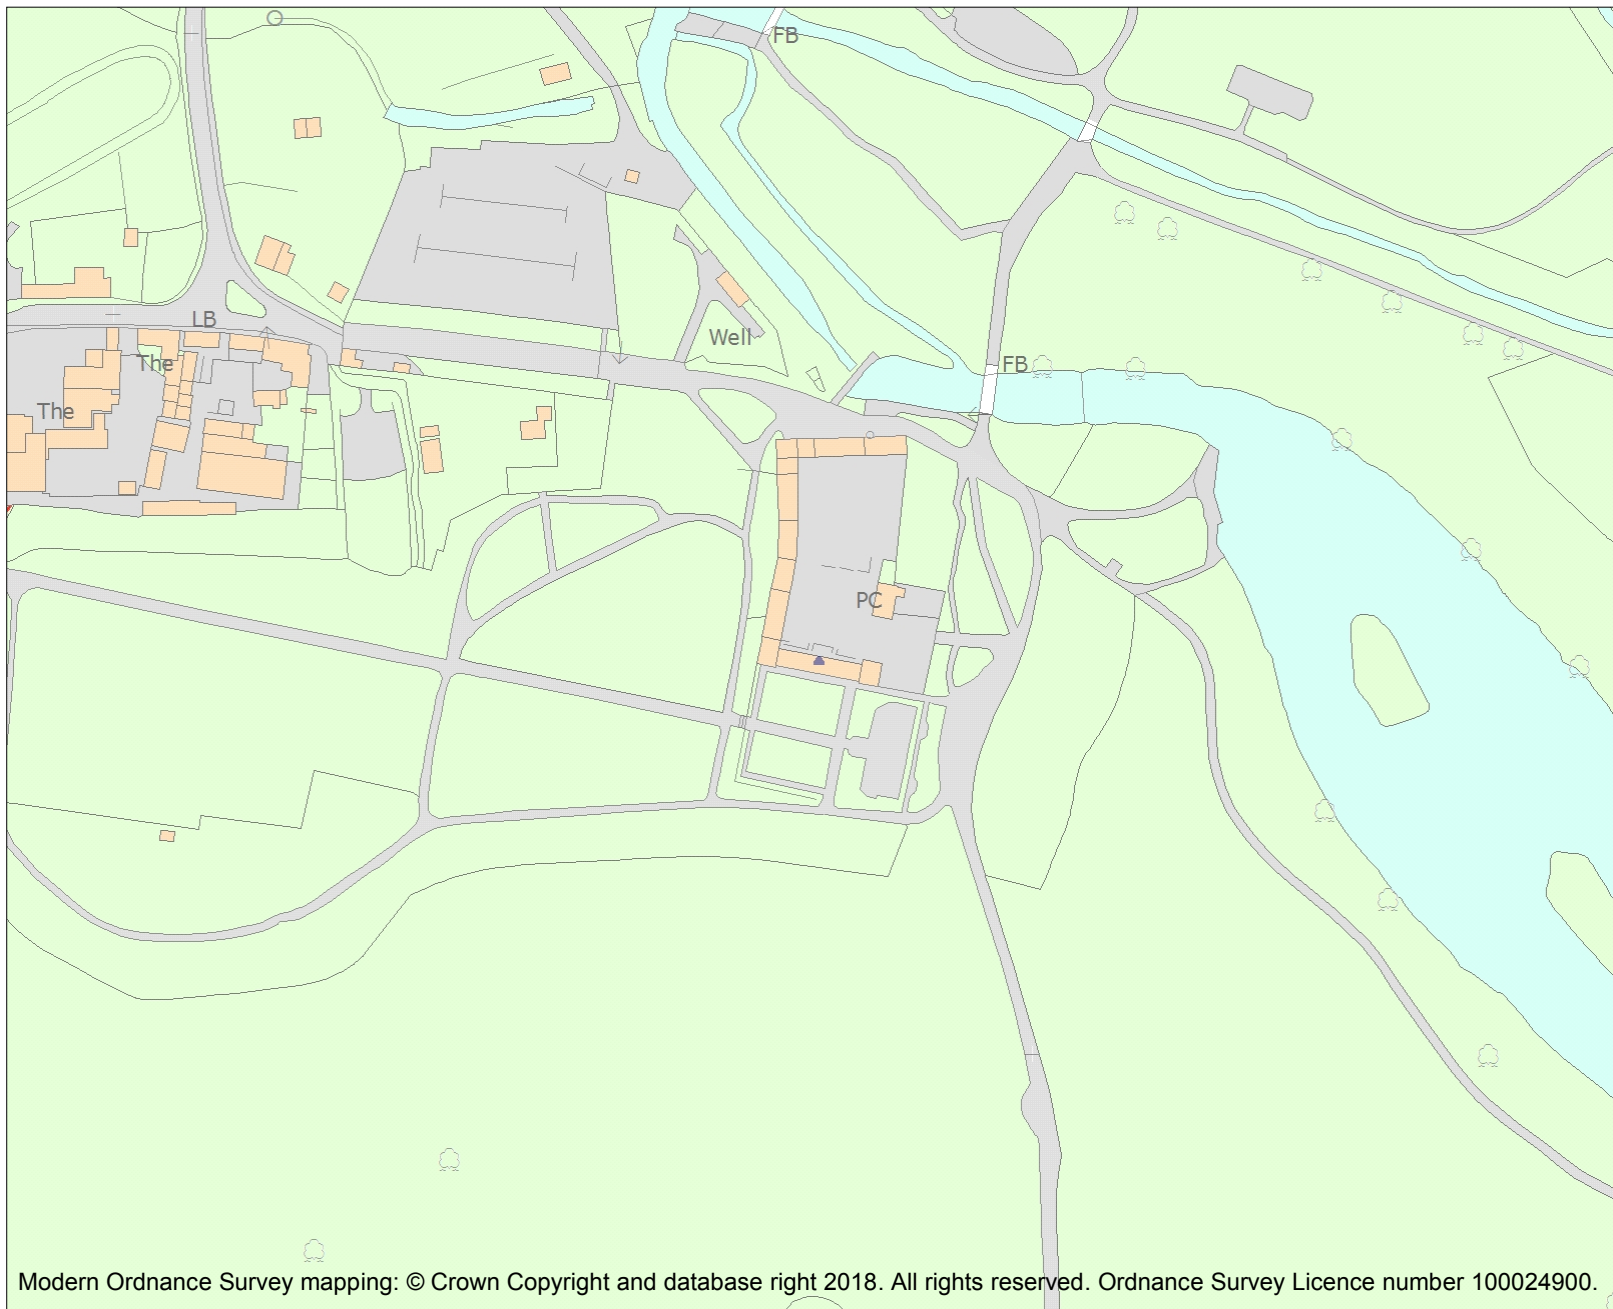 FB
LB
Well
The
FB
The
PC
Modern Ordnance Survey mapping: © Crown Copyright and database right 2018. All rights reserved. Ordnance Survey Licence number 100024900.